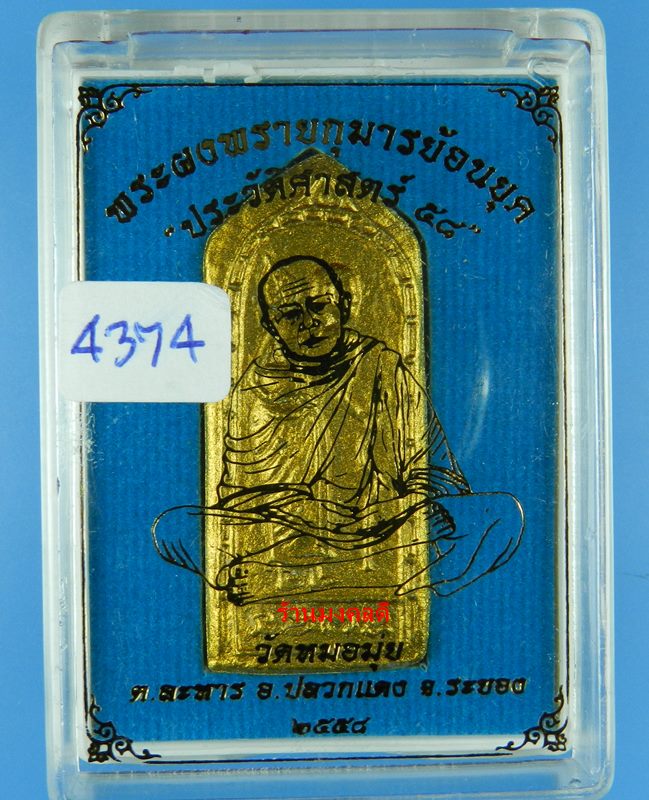 พระผงพรายกุมารย้อนยุค
"ประวัติศาสตร์ ๕๘"
4374
ร้านมงคลดี
วัดหมอมุ่ย
ต.ละหาร อ.ปลวกแดง จ.ระยอง
๒๕๕๘